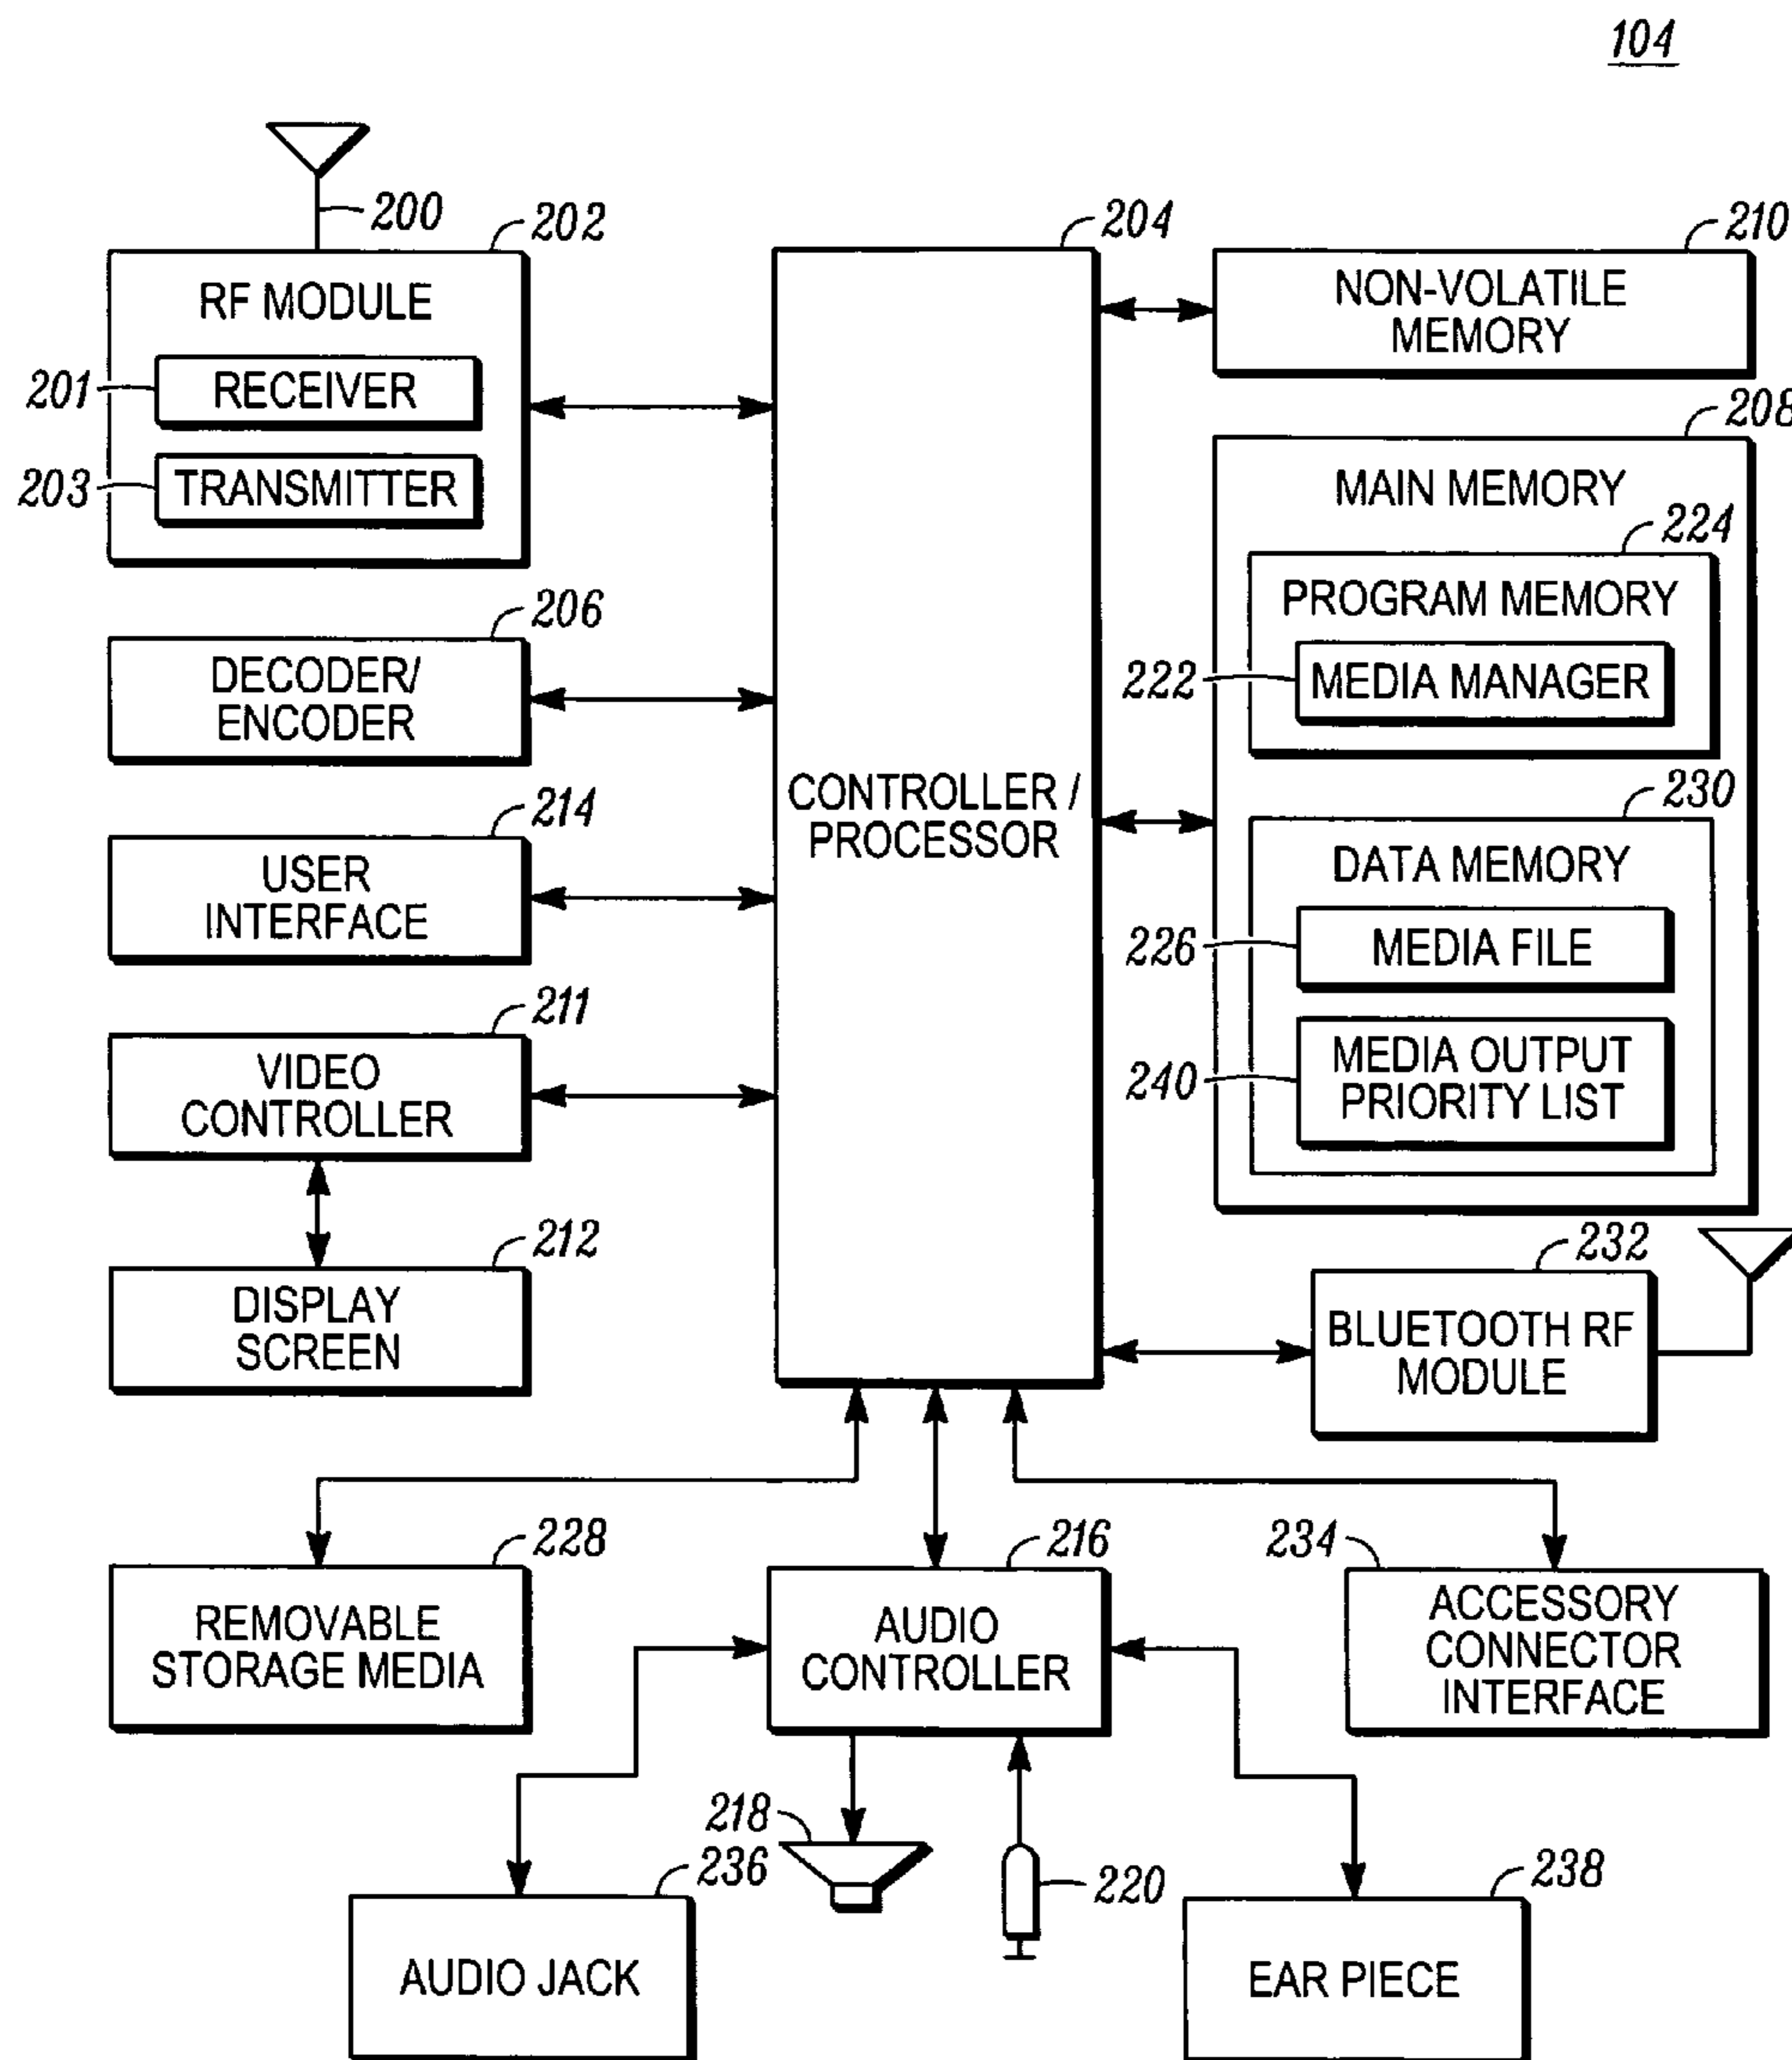 104
200
202
RF MODULE
201
RECEIVER
203
TRANSMITTER
206
DECODER/
ENCODER
214
USER
INTERFACE
211
VIDEO
CONTROLLER
212
DISPLAY
SCREEN
204
CONTROLLER /
PROCESSOR
210
NON-VOLATILE
MEMORY
208
MAIN MEMORY
224
PROGRAM MEMORY
222
MEDIA MANAGER
230
DATA MEMORY
226
MEDIA FILE
240
MEDIA OUTPUT
PRIORITY LIST
232
BLUETOOTH RF
MODULE
228
REMOVABLE
STORAGE MEDIA
216
AUDIO
CONTROLLER
234
ACCESSORY
CONNECTOR
INTERFACE
218
236
AUDIO JACK
220
238
EAR PIECE